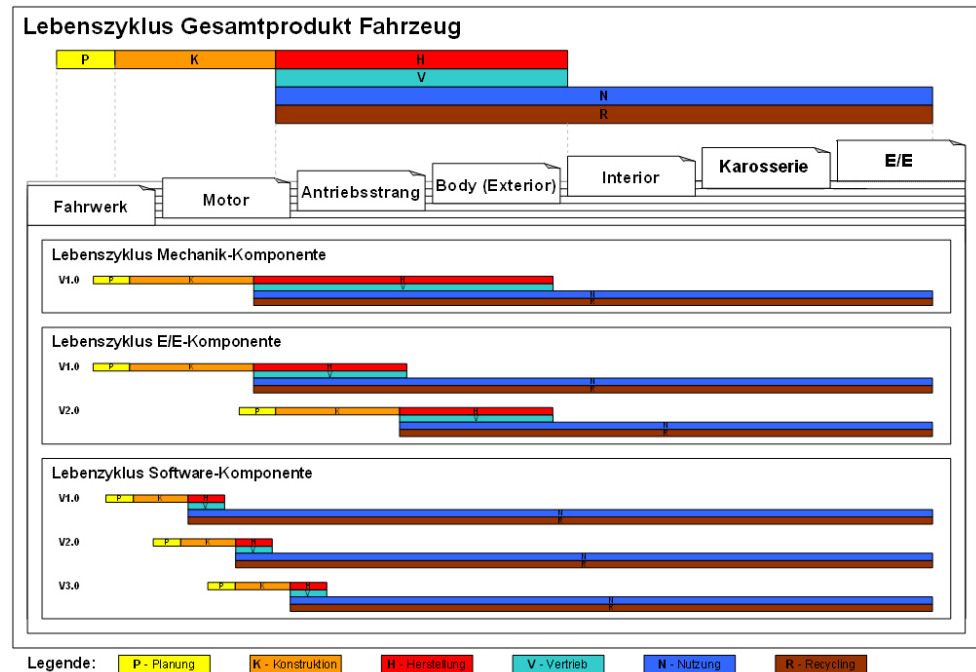 Lebenszyklus Gesamtprodukt Fahrzeug
P K H
V
N
R
Fahrwerk Motor Antriebsstrang Body (Exterior) Interior Karosserie E/E
Lebenszyklus Mechanik-Komponente
V1.0 P K H
V
N
R
Lebenszyklus E/E-Komponente
V1.0 P K H
V
N
R
V2.0 P K H
V
N
R
Lebenzyklus Software-Komponente
V1.0 P K H
V
N
R
V2.0 P K H
V
N
R
V3.0 P K H
V
N
R
Legende: P - Planung K - Konstruktion H - Herstellung V - Vertrieb N - Nutzung R - Recycling